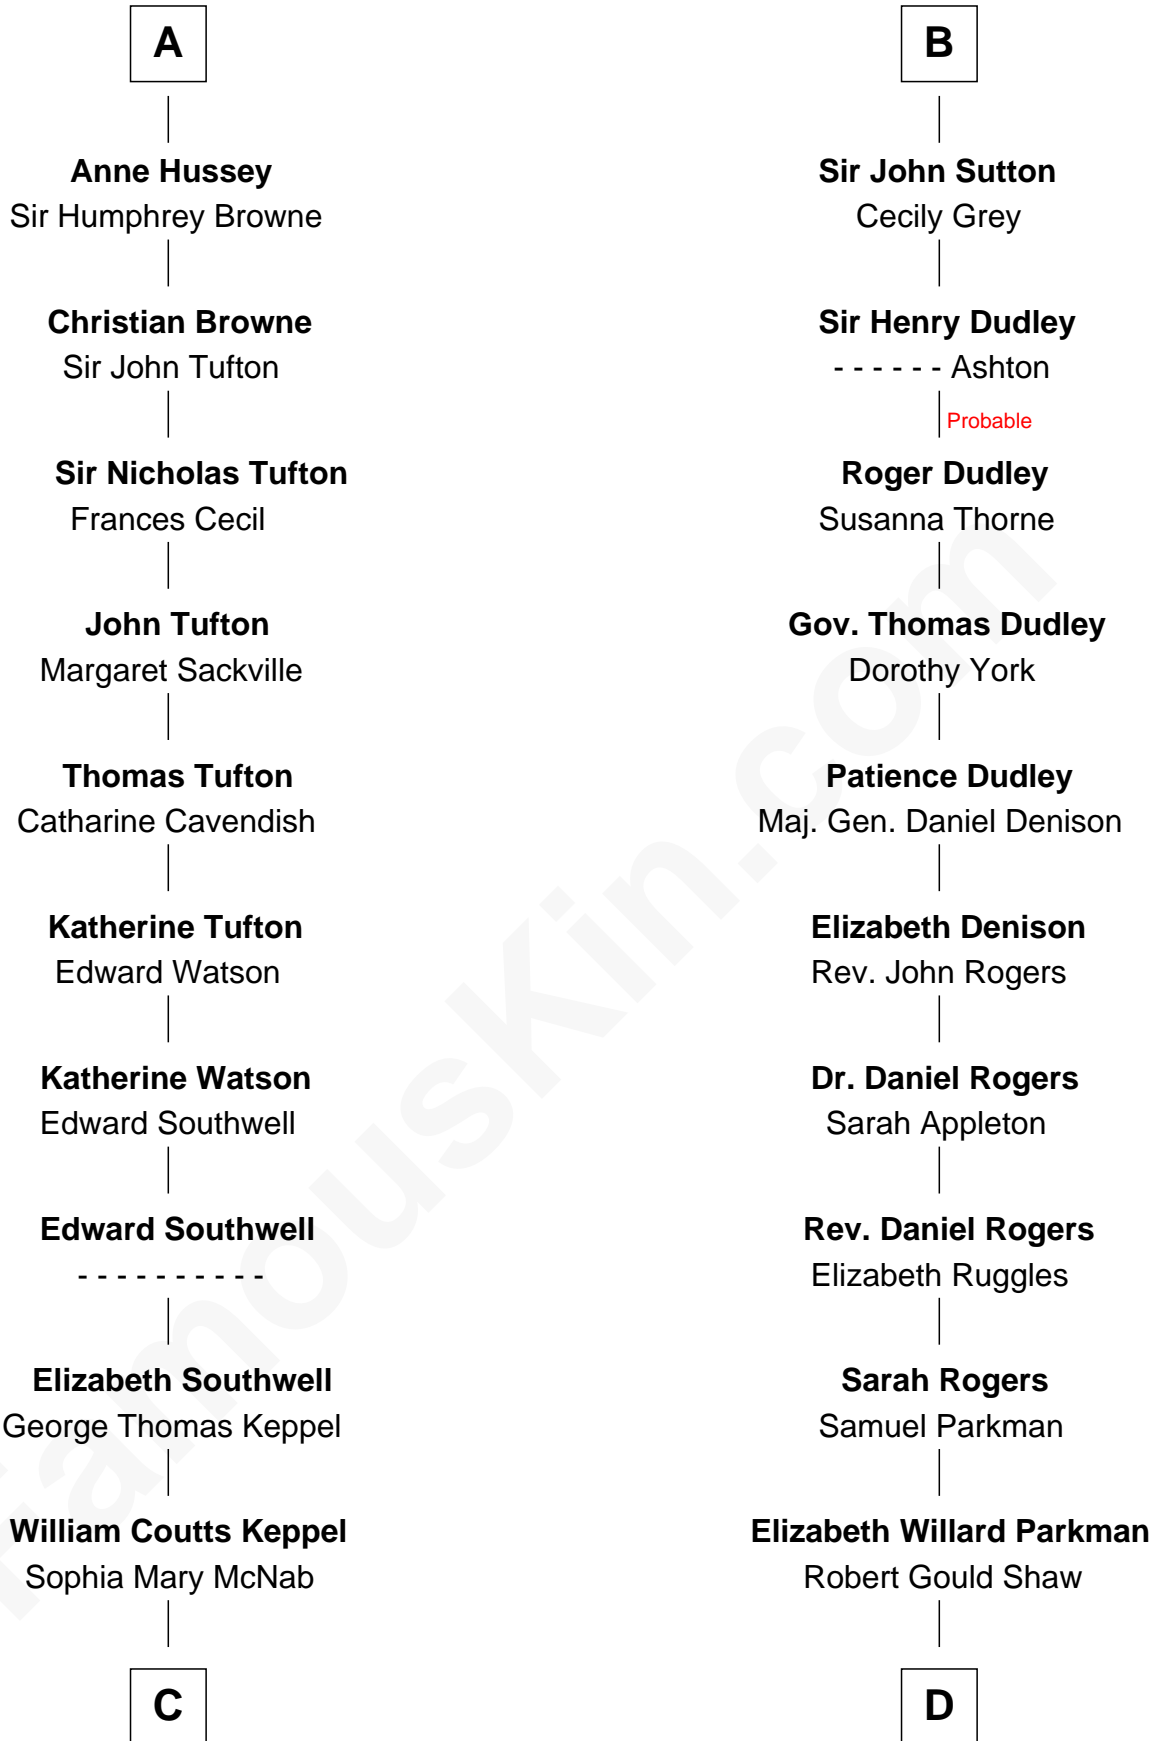 A
Anne Hussey
Sir Humphrey Browne
Christian Browne
Sir John Tufton
Sir Nicholas Tufton
Frances Cecil
John Tufton
Margaret Sackville
Thomas Tufton
Catharine Cavendish
Katherine Tufton
Edward Watson
Katherine Watson
Edward Southwell
Edward Southwell
- - - - - - - - - -
Elizabeth Southwell
George Thomas Keppel
William Coutts Keppel
Sophia Mary McNab
C
B
Sir John Sutton
Cecily Grey
Sir Henry Dudley
- - - - - - Ashton
Probable
Roger Dudley
Susanna Thorne
Gov. Thomas Dudley
Dorothy York
Patience Dudley
Maj. Gen. Daniel Denison
Elizabeth Denison
Rev. John Rogers
Dr. Daniel Rogers
Sarah Appleton
Rev. Daniel Rogers
Elizabeth Ruggles
Sarah Rogers
Samuel Parkman
Elizabeth Willard Parkman
Robert Gould Shaw
D
FamousKin.com